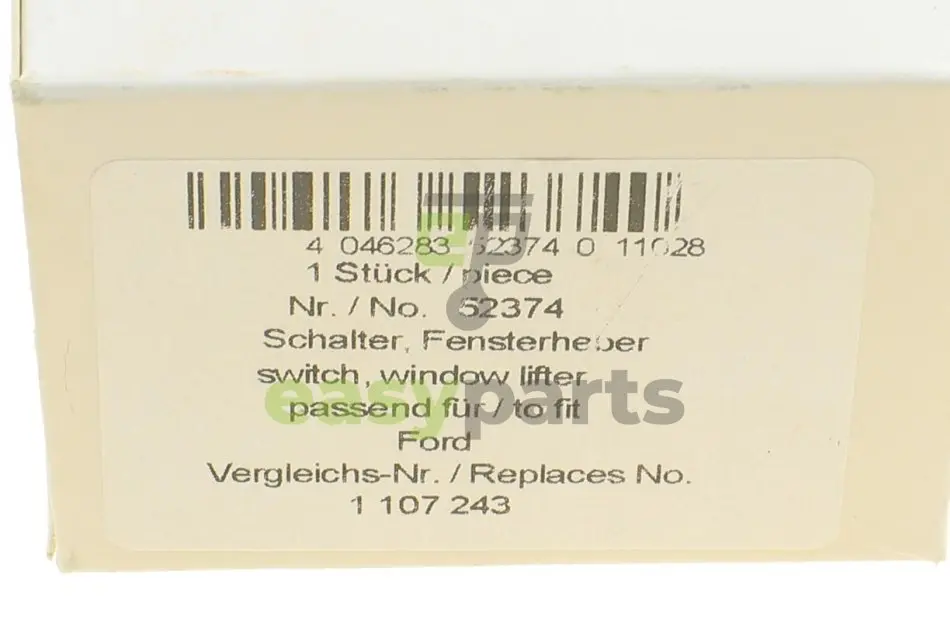 4 046283 52374 0 11028
1 Stück / piece
Nr. / No. 52374
Schalter, Fensterheber
switch, window lifter
passend für / to fit
Ford
Vergleichs-Nr. / Replaces No.
1 107 243
ep
easyparts